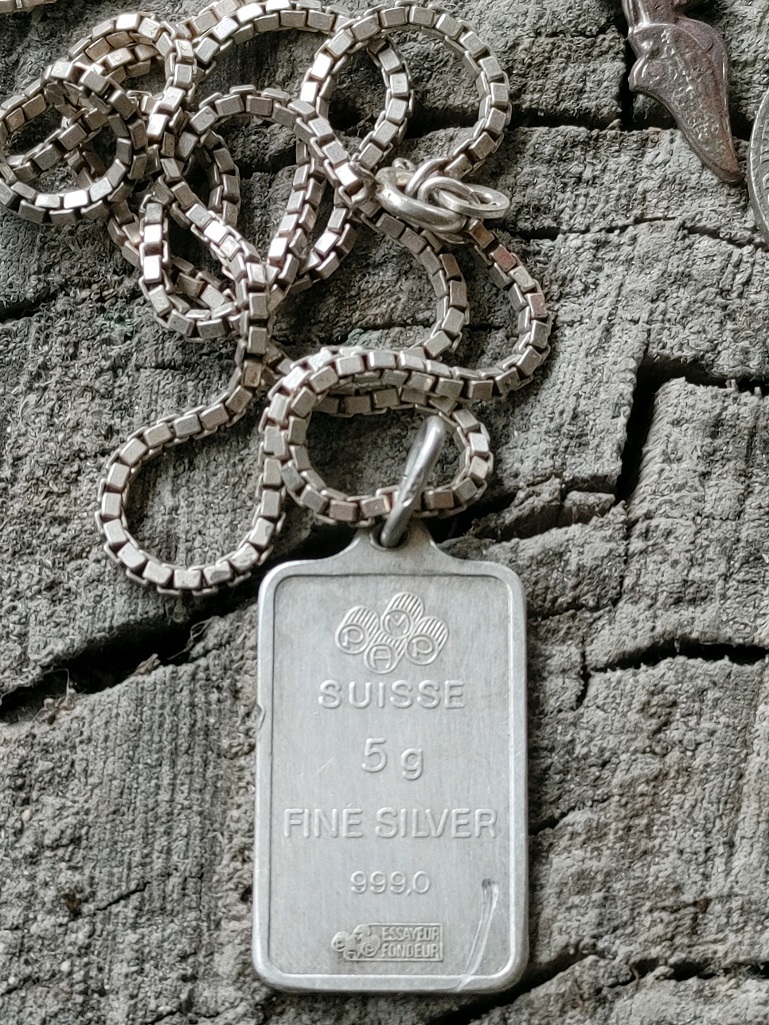 PAMP
SUISSE
5 g
FINE SILVER
999,0
ESSAYEUR
FONDEUR